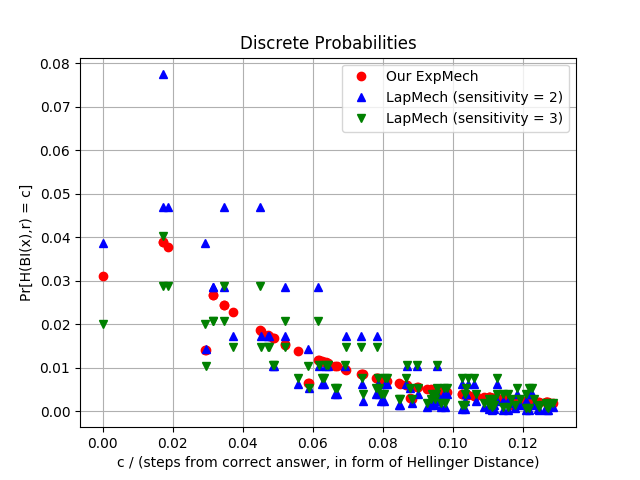 Discrete Probabilities
Our ExpMech
LapMech (sensitivity = 2)
LapMech (sensitivity = 3)
Pr[H(BI(x),r) = c]
0.08
0.07
0.06
0.05
0.04
0.03
0.02
0.01
0.00
0.00 0.02 0.04 0.06 0.08 0.10 0.12
c / (steps from correct answer, in form of Hellinger Distance)